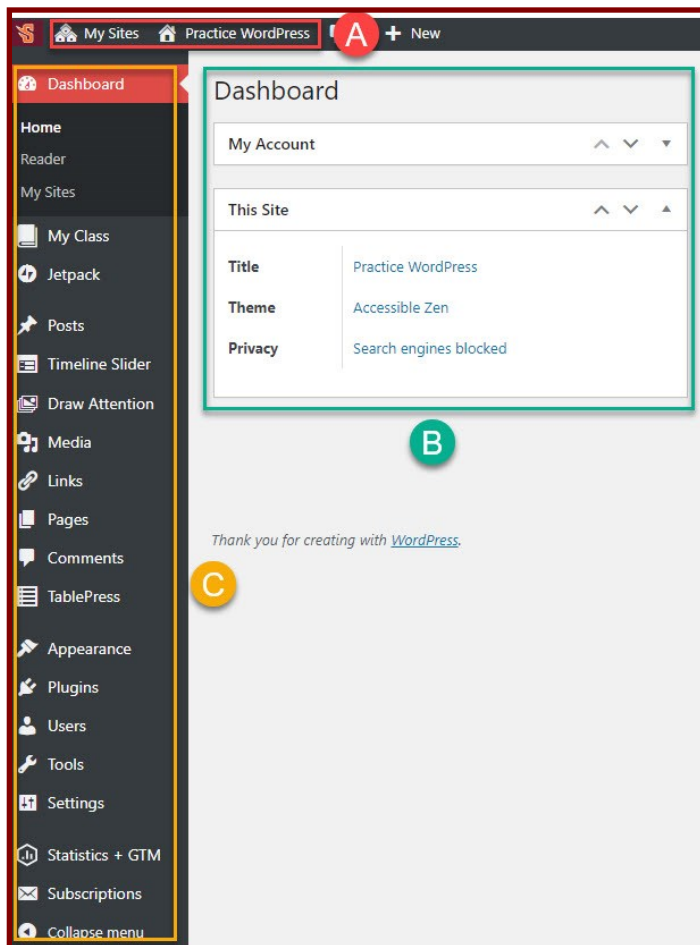 My Sites Practice WordPress A + New
Dashboard
Home
Reader
My Sites
My Class
Jetpack
Posts
Timeline Slider
Draw Attention
Media
Links
Pages
Comments
TablePress
Appearance
Plugins
Users
Tools
Settings
Statistics + GTM
Subscriptions
Collapse menu
C
Dashboard
My Account
This Site
Title Practice WordPress
Theme Accessible Zen
Privacy Search engines blocked
B
Thank you for creating with WordPress.